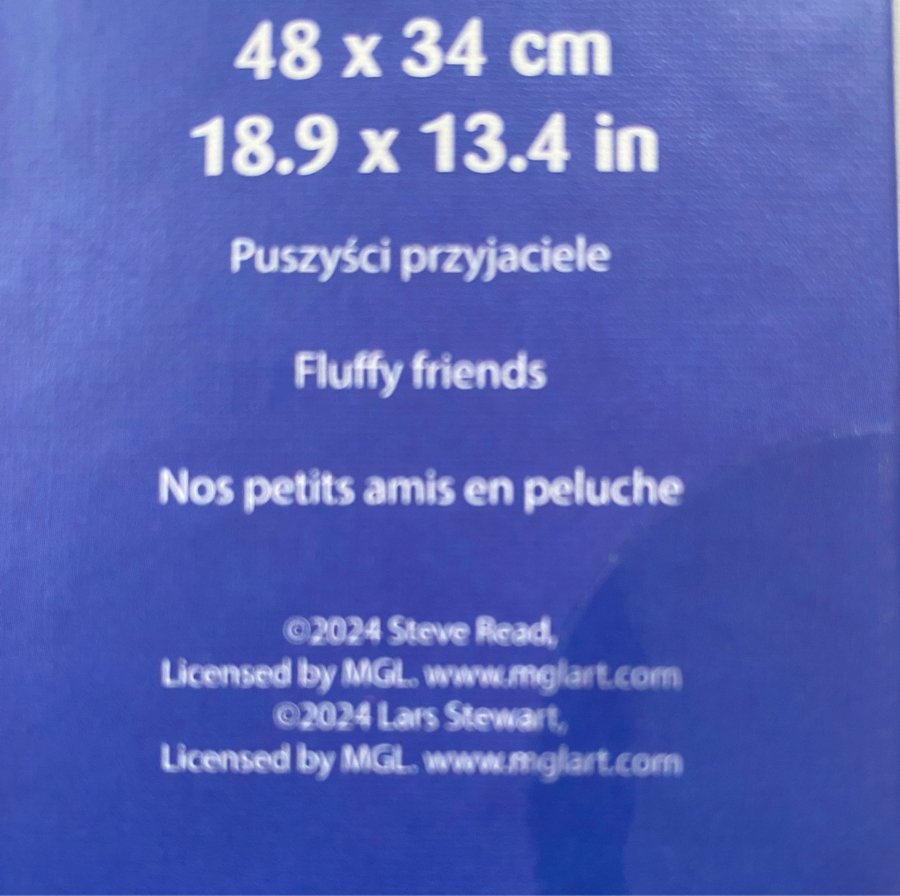 48 x 34 cm
18.9 x 13.4 in
Puszyści przyjaciele
Fluffy friends
Nos petits amis en peluche
©2024 Steve Read,
Licensed by MGL. www.mglart.com
©2024 Lars Stewart,
Licensed by MGL. www.mglart.com